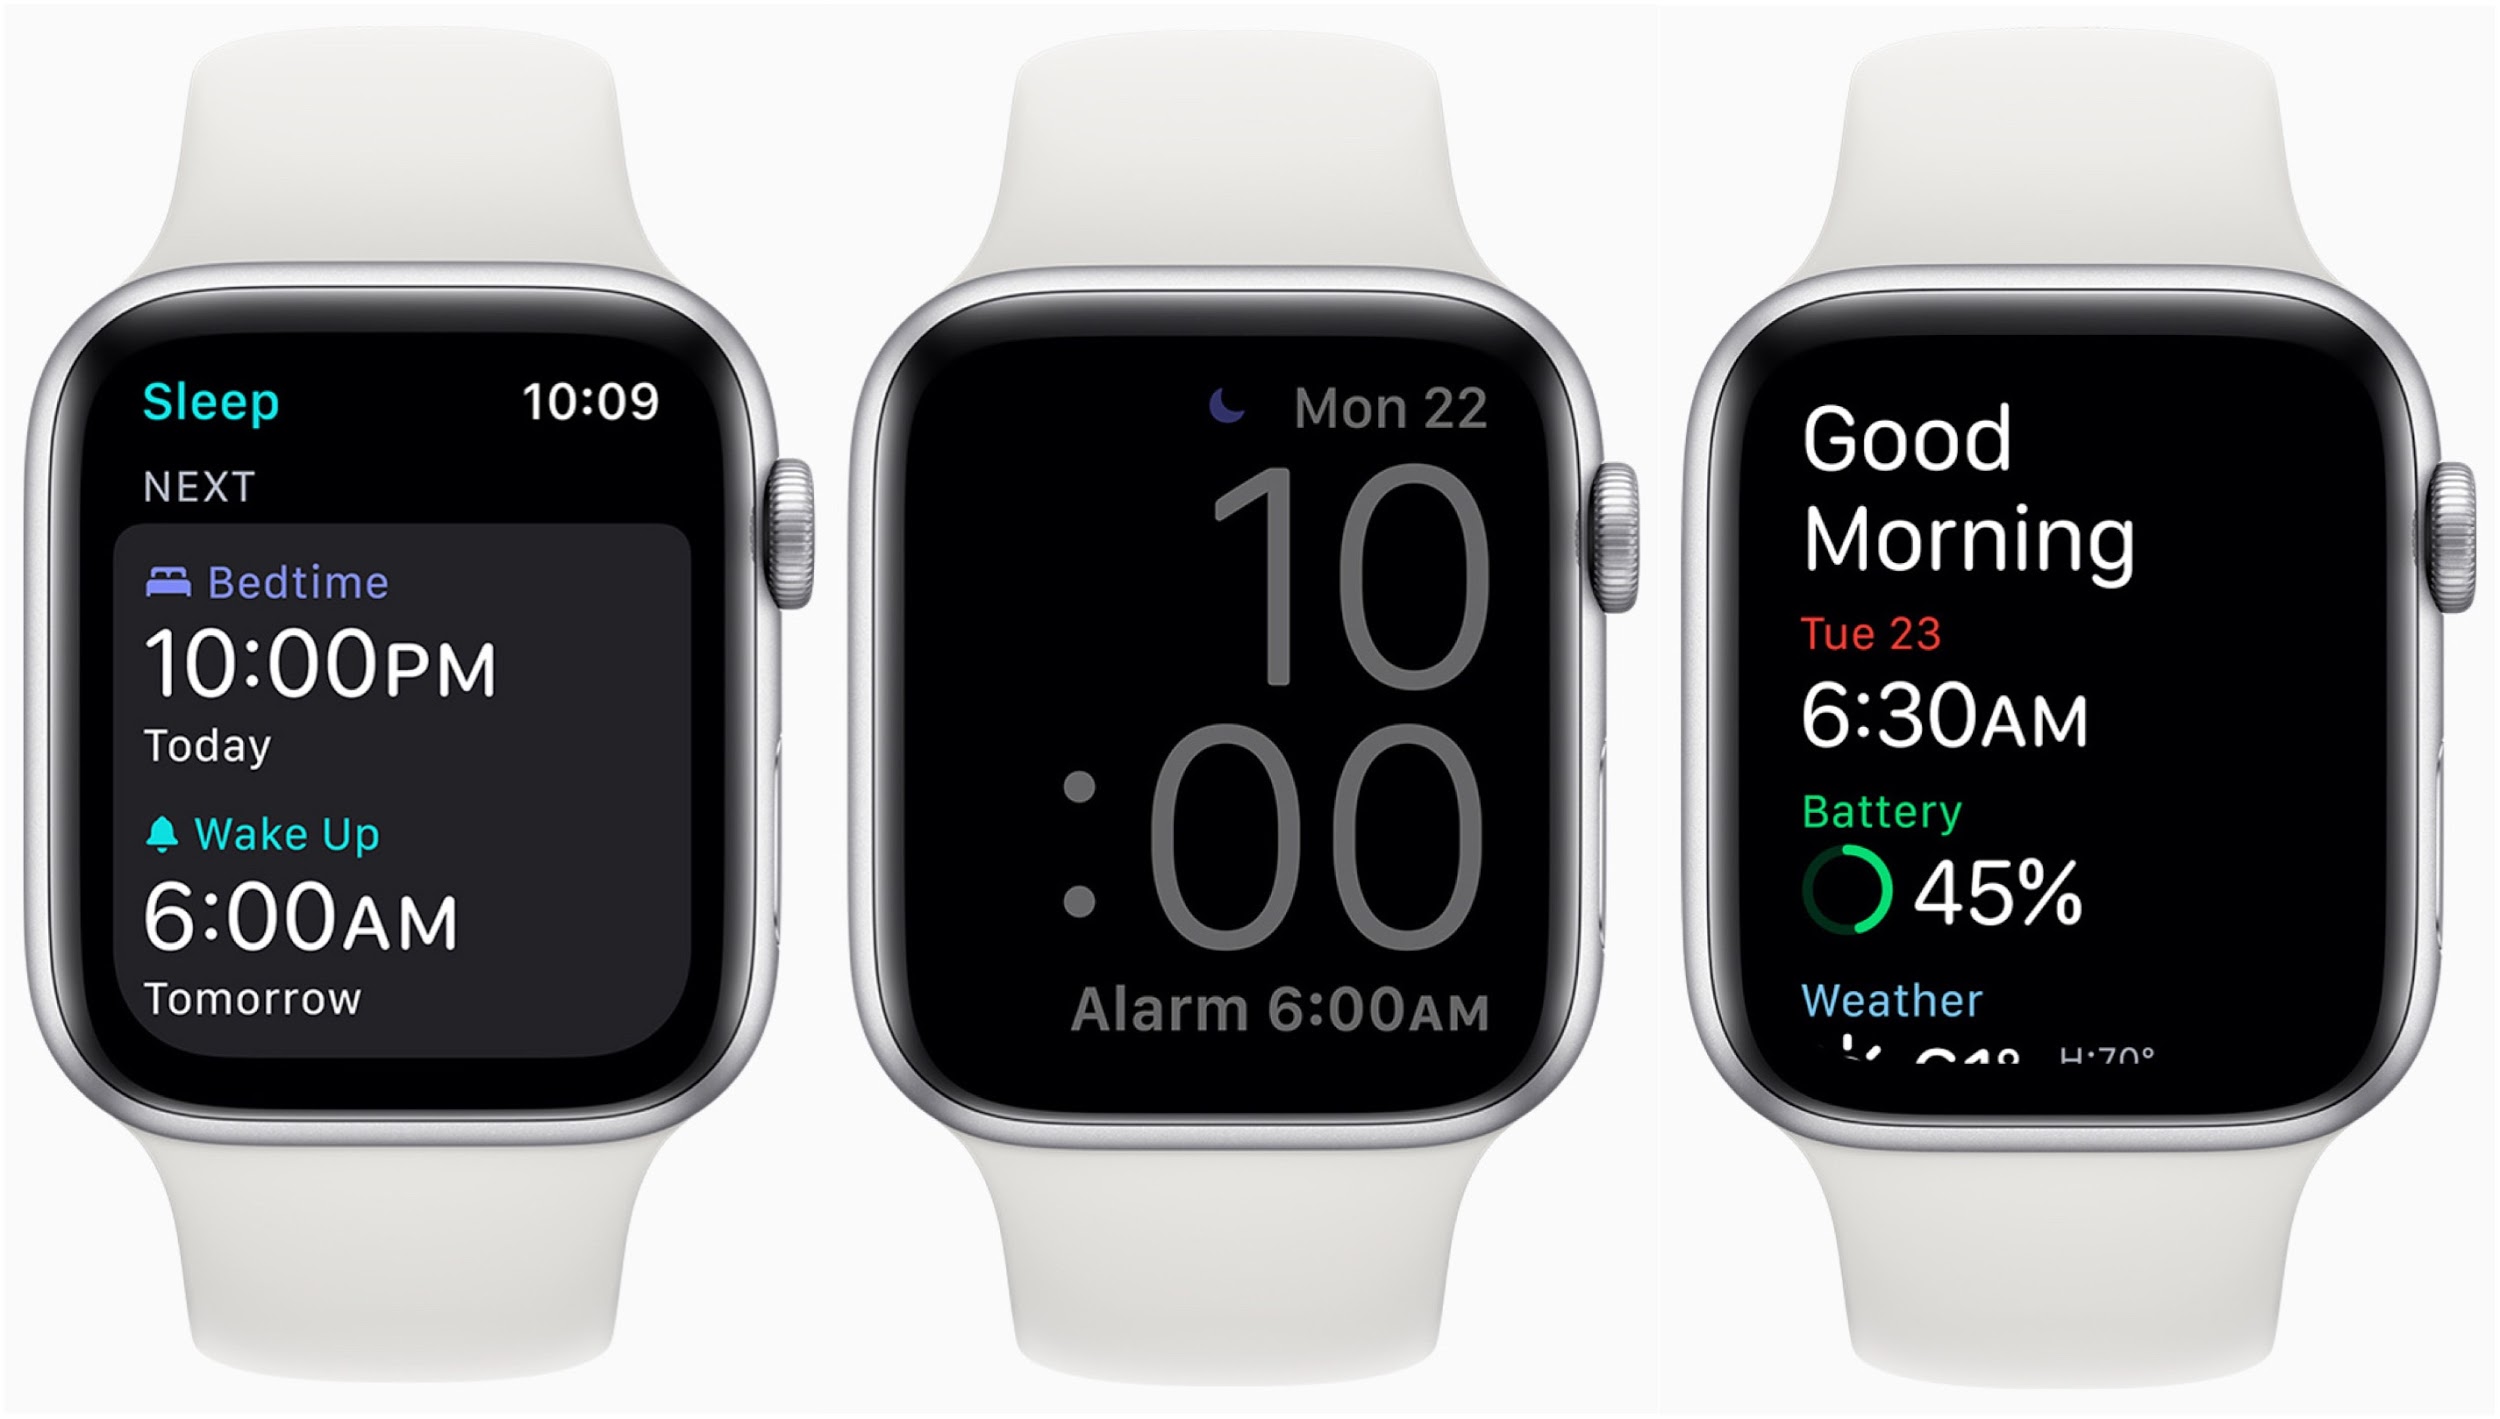 Sleep 10:09
NEXT
Bedtime
10:00PM
Today
Wake Up
6:00AM
Tomorrow
Mon 22
10
:00
Alarm 6:00AM
Good
Morning
Tue 23
6:30AM
Battery
45%
Weather
H:70°